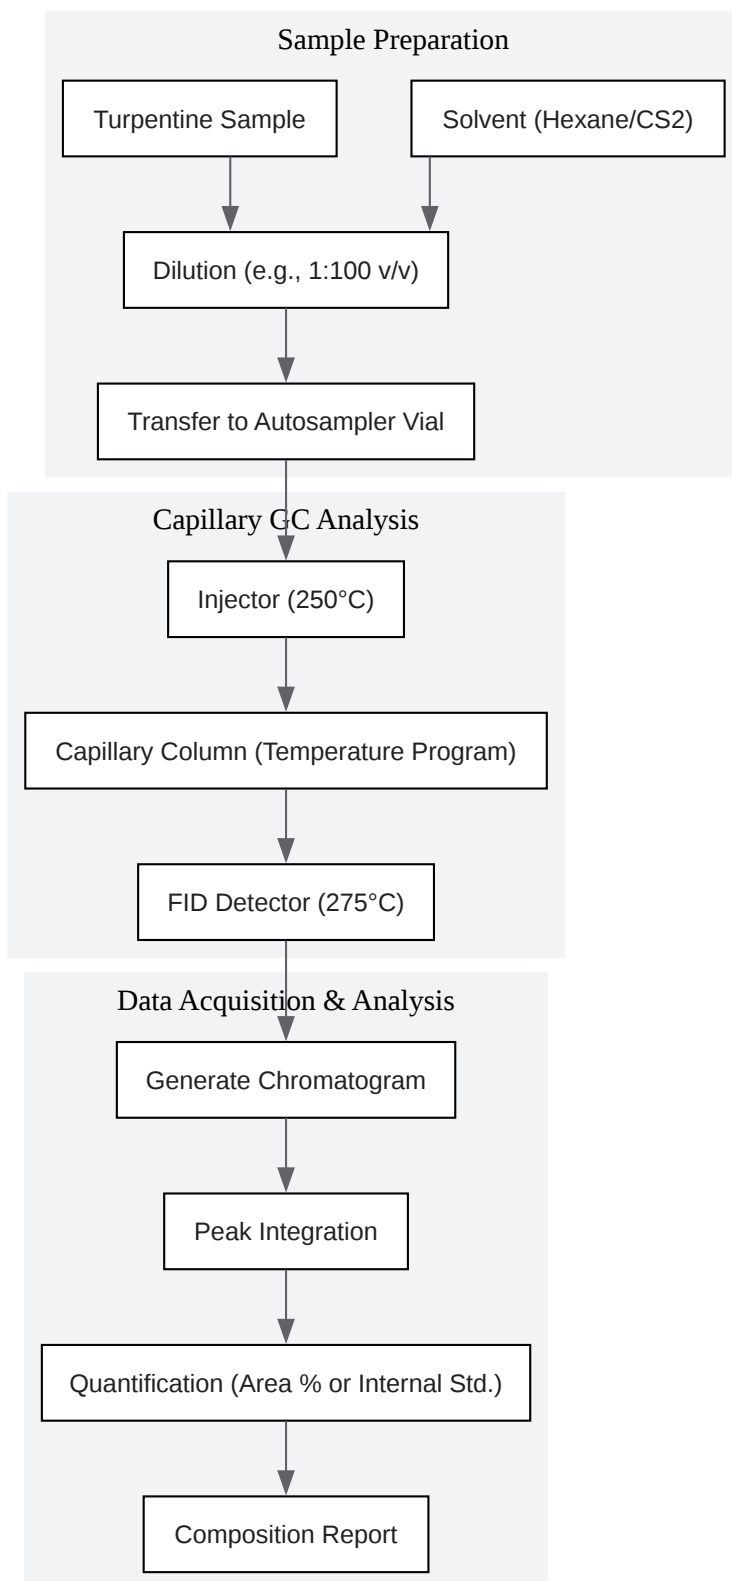 Sample Preparation
Turpentine Sample
Solvent (Hexane/CS2)
Dilution (e.g., 1:100 v/v)
Transfer to Autosampler Vial
Capillary GC Analysis
Injector (250°C)
Capillary Column (Temperature Program)
FID Detector (275°C)
Data Acquisition & Analysis
Generate Chromatogram
Peak Integration
Quantification (Area % or Internal Std.)
Composition Report